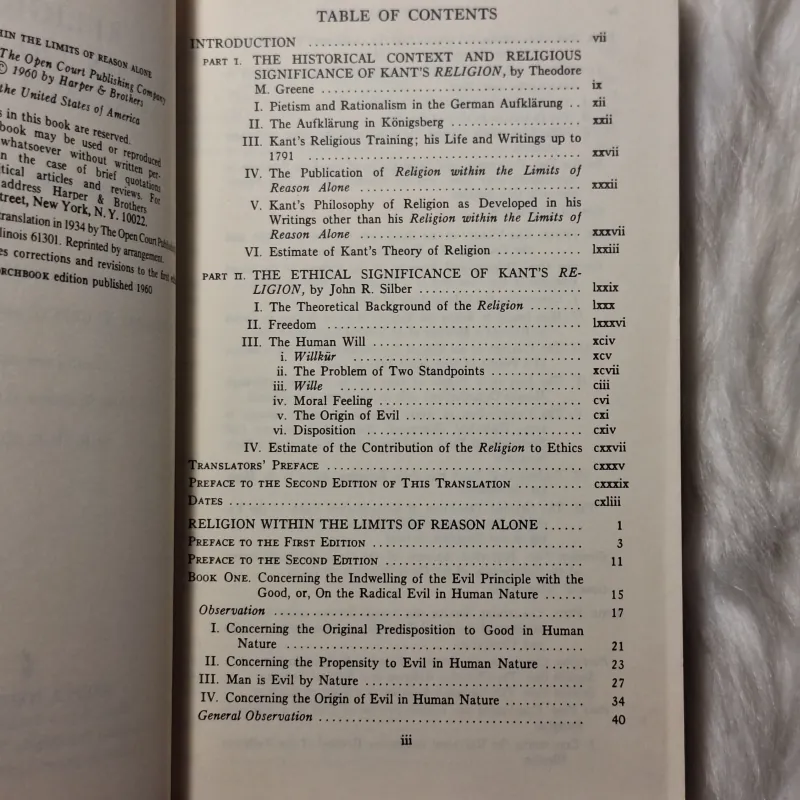 HIN THE LIMITS OF REASON ALONE
The Open Court Publishing Company
© 1960 by Harper & Brothers
the United States of America
s in this book are reserved.
book may be used or reproduced
whatsoever without written per-
n the case of brief quotations
itical articles and reviews. For
address Harper & Brothers
treet, New York, N. Y. 10022.
translation in 1934 by The Open Court Publis
llinois 61301. Reprinted by arrangement.
es corrections and revisions to the first
ORCHBOOK edition published 1960
TABLE OF CONTENTS
INTRODUCTION vii
PART I. THE HISTORICAL CONTEXT AND RELIGIOUS
SIGNIFICANCE OF KANT'S RELIGION, by Theodore
M. Greene ix
I. Pietism and Rationalism in the German Aufklärung .. xii
II. The Aufklärung in Königsberg xxii
III. Kant's Religious Training; his Life and Writings up to
1791 xxvii
IV. The Publication of Religion within the Limits of
Reason Alone xxxii
V. Kant's Philosophy of Religion as Developed in his
Writings other than his Religion within the Limits of
Reason Alone xxxvii
VI. Estimate of Kant's Theory of Religion lxxiii
PART II. THE ETHICAL SIGNIFICANCE OF KANT'S RE-
LIGION, by John R. Silber lxxix
I. The Theoretical Background of the Religion lxxx
II. Freedom lxxxvi
III. The Human Will xciv
i. Willkür xcv
ii. The Problem of Two Standpoints xcvii
iii. Wille ciii
iv. Moral Feeling cvi
v. The Origin of Evil cxi
vi. Disposition cxiv
IV. Estimate of the Contribution of the Religion to Ethics cxxvii
TRANSLATORS' PREFACE cxxxv
PREFACE TO THE SECOND EDITION OF THIS TRANSLATION cxxxix
DATES cxliii
RELIGION WITHIN THE LIMITS OF REASON ALONE 1
PREFACE TO THE FIRST EDITION 3
PREFACE TO THE SECOND EDITION 11
BOOK ONE. Concerning the Indwelling of the Evil Principle with the
Good, or, On the Radical Evil in Human Nature 15
Observation 17
I. Concerning the Original Predisposition to Good in Human
Nature 21
II. Concerning the Propensity to Evil in Human Nature 23
III. Man is Evil by Nature 27
IV. Concerning the Origin of Evil in Human Nature 34
General Observation 40
iii